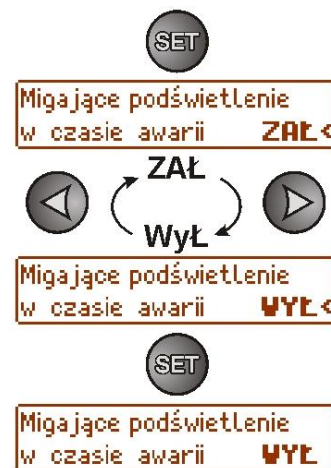 SET
Migające podświetlenie
w czasie awarii ZAŁ<
ZAŁ
WyŁ
Migające podświetlenie
w czasie awarii WYŁ<
SET
Migające podświetlenie
w czasie awarii WYŁ